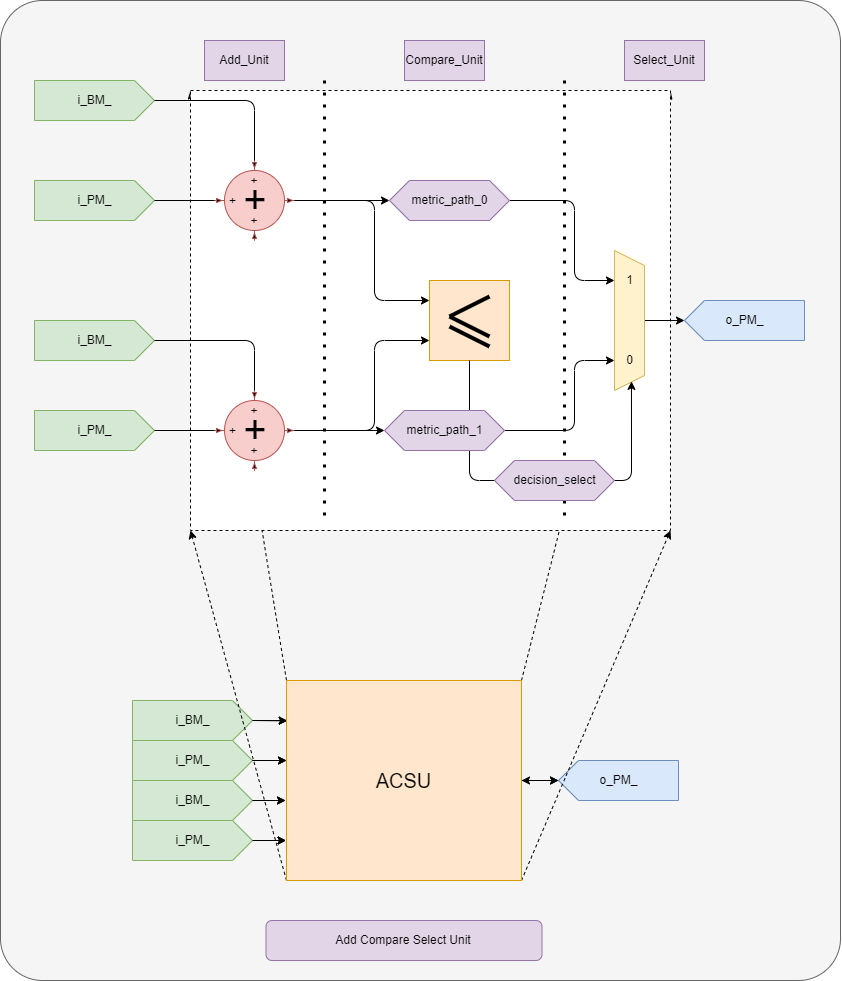 Add_Unit
Compare_Unit
Select_Unit
i_BM_
+
i_PM_
+
+
+
metric_path_0
≤
1
i_BM_
o_PM_
0
+
i_PM_
+
+
+
metric_path_1
decision_select
i_BM_
i_PM_
ACSU
o_PM_
i_BM_
i_PM_
Add Compare Select Unit